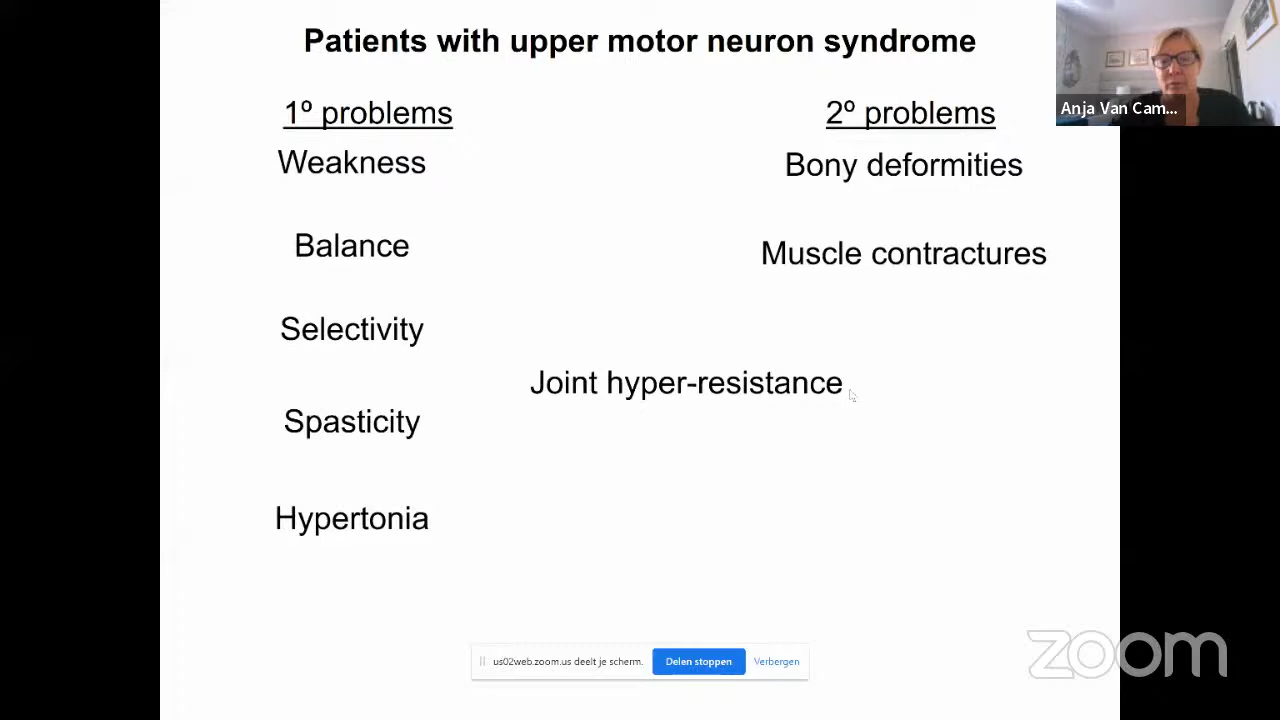 Patients with upper motor neuron syndrome
1º problems
2º problems
Weakness
Bony deformities
Balance
Muscle contractures
Selectivity
Joint hyper-resistance
Spasticity
Hypertonia
Anja Van Cam...
us02web.zoom.us deelt je scherm.
Delen stoppen
Verbergen
zoom